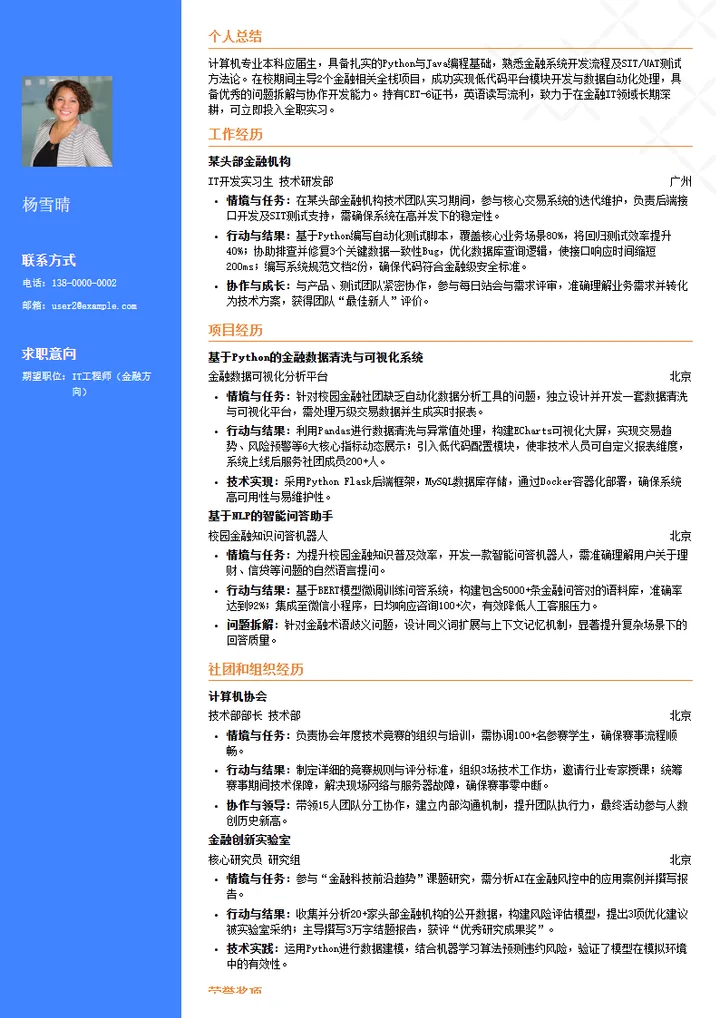 杨雪晴
联系方式
电话：138-0000-0002
邮箱：user2@example.com
求职意向
期望职位：IT工程师（金融方
向）
个人总结
计算机专业本科应届生，具备扎实的Python与Java编程基础，熟悉金融系统开发流程及SIT/UAT测试
方法论。在校期间主导2个金融相关全栈项目，成功实现低代码平台模块开发与数据自动化处理，具
备优秀的问题拆解与协作开发能力。持有CET-6证书，英语读写流利，致力于在金融IT领域长期深
耕，可立即投入全职实习。
工作经历
某头部金融机构
IT开发实习生 技术研发部 广州
• 情境与任务：在某头部金融机构技术团队实习期间，参与核心交易系统的迭代维护，负责后端接
口开发及SIT测试支持，需确保系统在高并发下的稳定性。
• 行动与结果：基于Python编写自动化测试脚本，覆盖核心业务场景80%，将回归测试效率提升
40%；协助排查并修复3个关键数据一致性Bug，优化数据库查询逻辑，使接口响应时间缩短
200ms；编写系统规范文档2份，确保代码符合金融级安全标准。
• 协作与成长：与产品、测试团队紧密协作，参与每日站会与需求评审，准确理解业务需求并转化
为技术方案，获得团队“最佳新人”评价。
项目经历
基于Python的金融数据清洗与可视化系统
金融数据可视化分析平台 北京
• 情境与任务：针对校园金融社团缺乏自动化数据分析工具的问题，独立设计并开发一套数据清洗
与可视化平台，需处理万级交易数据并生成实时报表。
• 行动与结果：利用Pandas进行数据清洗与异常值处理，构建ECharts可视化大屏，实现交易趋
势、风险预警等6大核心指标动态展示；引入低代码配置模块，使非技术人员可自定义报表维度，
系统上线后服务社团成员200+人。
• 技术实现：采用Python Flask后端框架，MySQL数据库存储，通过Docker容器化部署，确保系统
高可用性与易维护性。
基于NLP的智能问答助手
校园金融知识问答机器人 北京
• 情境与任务：为提升校园金融知识普及效率，开发一款智能问答机器人，需准确理解用户关于理
财、信贷等问题的自然语言提问。
• 行动与结果：基于BERT模型微调训练问答系统，构建包含5000+条金融问答对的语料库，准确率
达到92%；集成至微信小程序，日均响应咨询100+次，有效降低人工客服压力。
• 问题拆解：针对金融术语歧义问题，设计同义词扩展与上下文记忆机制，显著提升复杂场景下的
回答质量。
社团和组织经历
计算机协会
技术部部长 技术部 北京
• 情境与任务：负责协会年度技术竞赛的组织与培训，需协调100+名参赛学生，确保赛事流程顺
畅。
• 行动与结果：制定详细的竞赛规则与评分标准，组织3场技术工作坊，邀请行业专家授课；统筹
赛事期间技术保障，解决现场网络与服务器故障，确保赛事零中断。
• 协作与领导：带领15人团队分工协作，建立内部沟通机制，提升团队执行力，最终活动参与人数
创历史新高。
金融创新实验室
核心研究员 研究组 北京
• 情境与任务：参与“金融科技前沿趋势”课题研究，需分析AI在金融风控中的应用案例并撰写报
告。
• 行动与结果：收集并分析20+家头部金融机构的公开数据，构建风险评估模型，提出3项优化建议
被实验室采纳；主导撰写3万字结题报告，获评“优秀研究成果奖”。
• 技术实践：运用Python进行数据建模，结合机器学习算法预测违约风险，验证了模型在模拟环境
中的有效性。
荣誉奖项